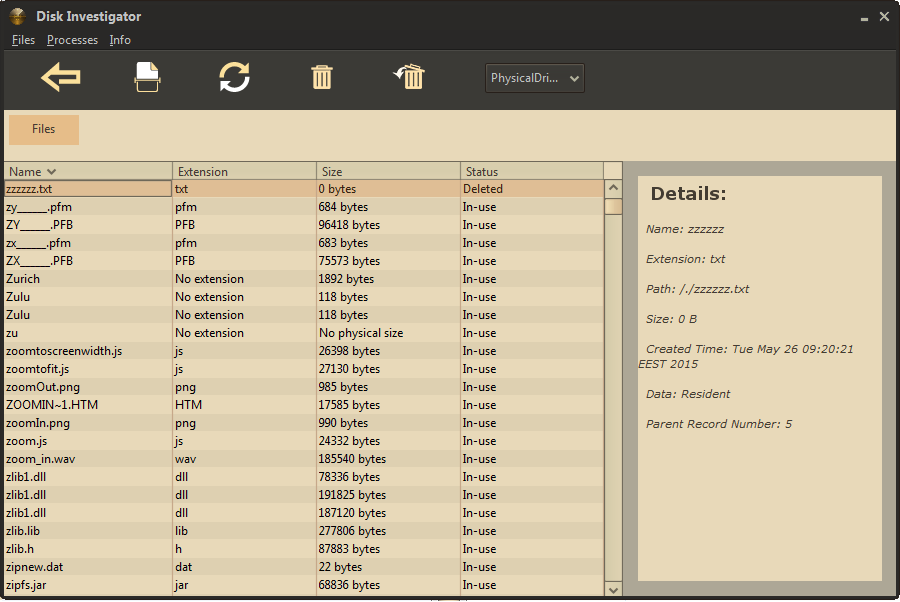 Disk Investigator
Files Processes Info
PhysicalDri...
Files
Name Extension Size Status
zzzzzz.txt txt 0 bytes Deleted
zy______.pfm pfm 684 bytes In-use
ZY______.PFB PFB 96418 bytes In-use
zx______.pfm pfm 683 bytes In-use
ZX______.PFB PFB 75573 bytes In-use
Zurich No extension 1892 bytes In-use
Zulu No extension 118 bytes In-use
Zulu No extension 118 bytes In-use
zu No extension No physical size In-use
zoomtoscreenwidth.js js 26398 bytes In-use
zoomtofit.js js 27130 bytes In-use
zoomOut.png png 985 bytes In-use
ZOOMIN~1.HTM HTM 17585 bytes In-use
zoomIn.png png 990 bytes In-use
zoom.js js 24332 bytes In-use
zoom_in.wav wav 185540 bytes In-use
zlib1.dll dll 78336 bytes In-use
zlib1.dll dll 191825 bytes In-use
zlib1.dll dll 187120 bytes In-use
zlib.lib lib 277806 bytes In-use
zlib.h h 87883 bytes In-use
zipnew.dat dat 22 bytes In-use
zipfs.jar jar 68836 bytes In-use
Details:
Name: zzzzzz
Extension: txt
Path: /./zzzzzz.txt
Size: 0 B
Created Time: Tue May 26 09:20:21
EEST 2015
Data: Resident
Parent Record Number: 5